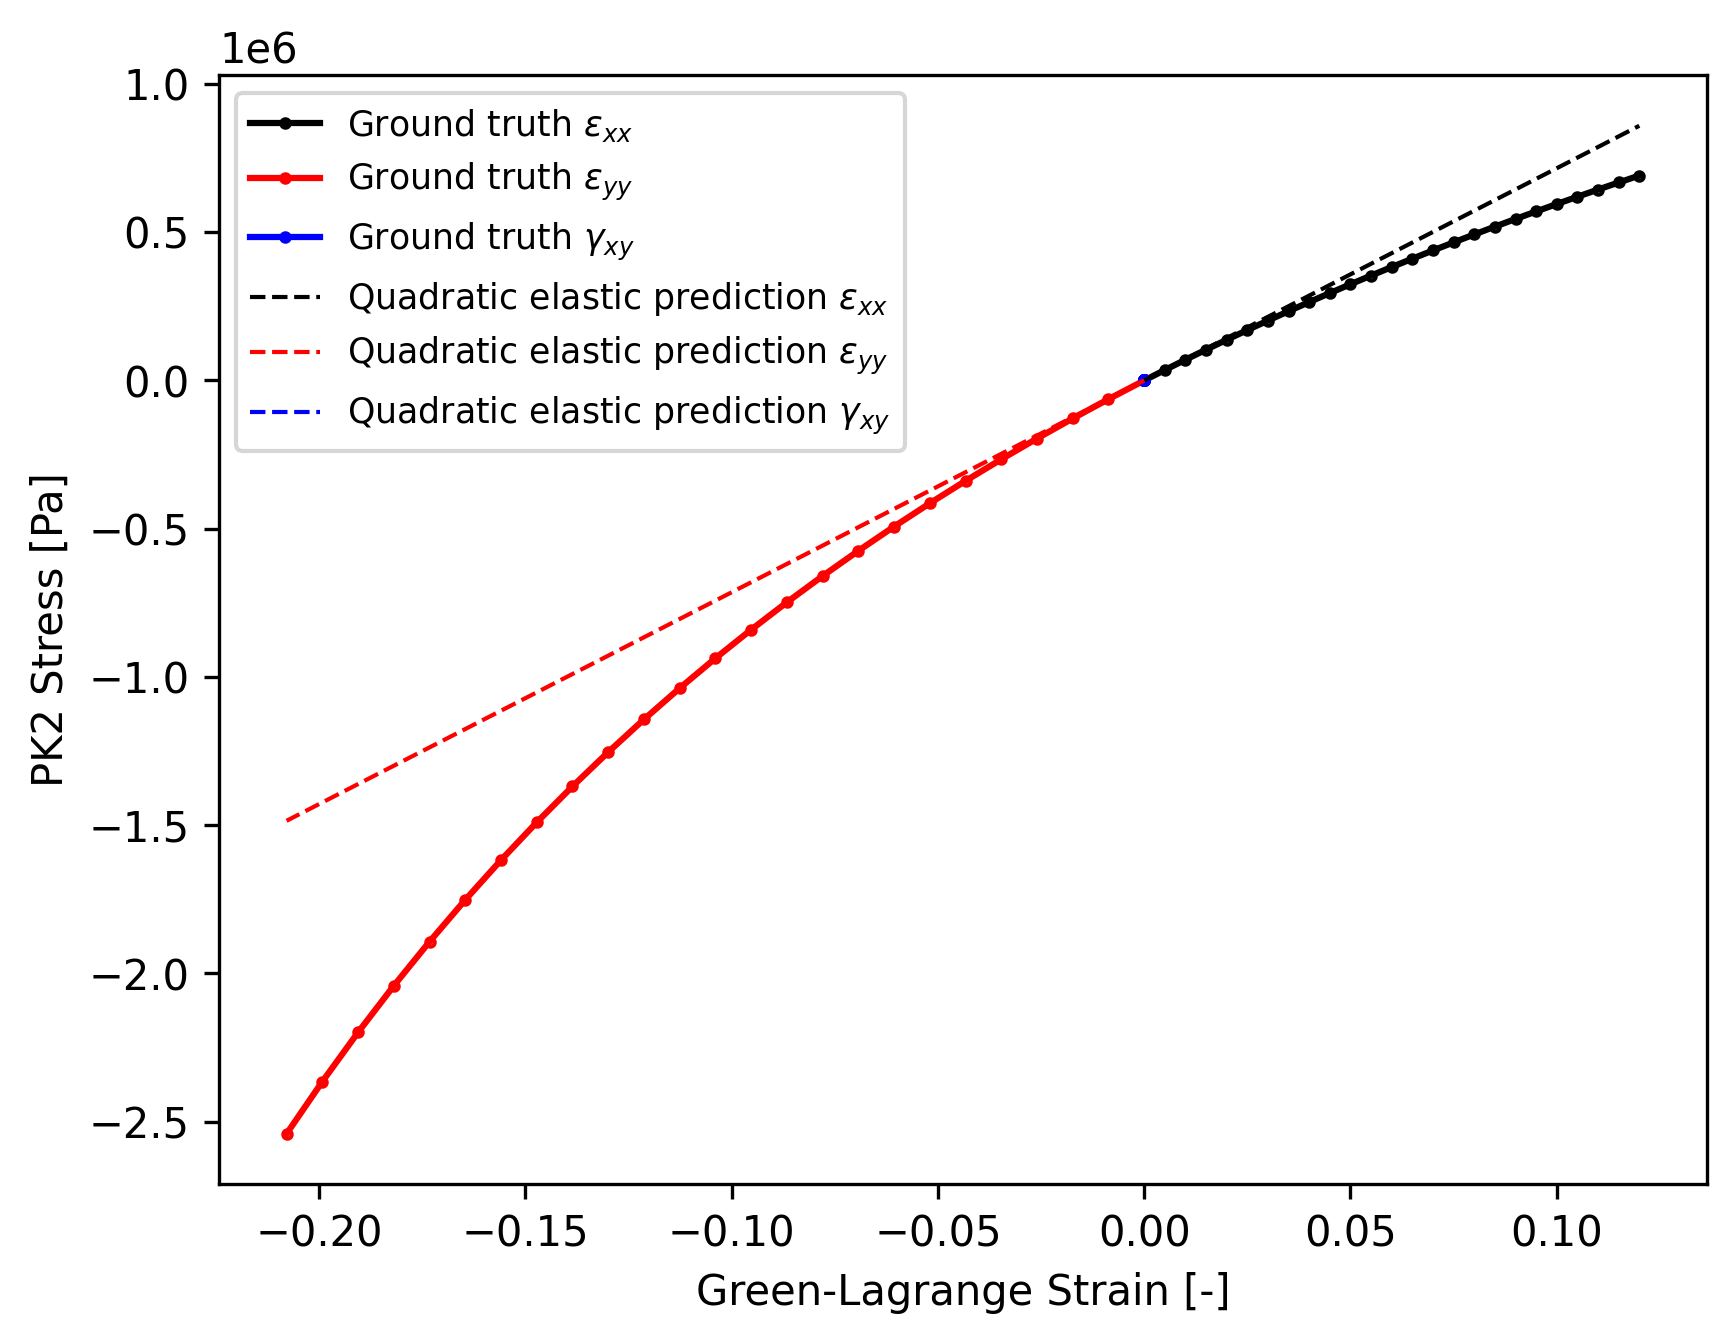 1e6
1.0
0.5
0.0
−0.5
−1.0
−1.5
−2.0
−2.5
PK2 Stress [Pa]
Ground truth εxx
Ground truth εyy
Ground truth γxy
Quadratic elastic prediction εxx
Quadratic elastic prediction εyy
Quadratic elastic prediction γxy
−0.20 −0.15 −0.10 −0.05 0.00 0.05 0.10
Green-Lagrange Strain [-]